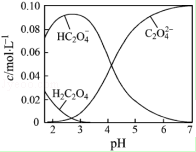 c/mol·L⁻¹
0.10
0.08
0.06
0.04
0.02
0
HC₂O₄⁻
C₂O₄²⁻
H₂C₂O₄
2 3 4 5 6 7
pH